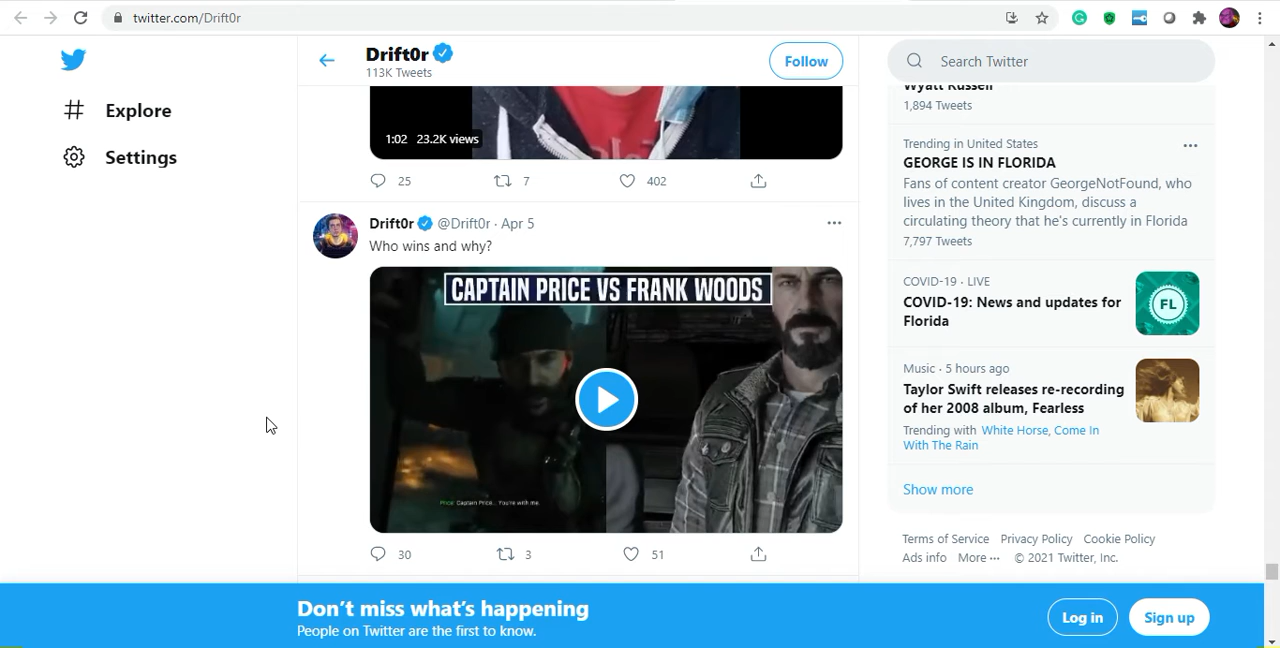 twitter.com/Drift0r
Explore
Settings
Drift0r
113K Tweets
Follow
1:02 23.2K views
25
7
402
Drift0r @Drift0r · Apr 5
Who wins and why?
CAPTAIN PRICE VS FRANK WOODS
Price: Captain Price... You're with me.
30
3
51
Search Twitter
Wyatt Russell
1,894 Tweets
Trending in United States
GEORGE IS IN FLORIDA
Fans of content creator GeorgeNotFound, who
lives in the United Kingdom, discuss a
circulating theory that he's currently in Florida
7,797 Tweets
COVID-19 · LIVE
COVID-19: News and updates for
Florida
FL
Music · 5 hours ago
Taylor Swift releases re-recording
of her 2008 album, Fearless
Trending with White Horse, Come In
With The Rain
Show more
Terms of Service Privacy Policy Cookie Policy
Ads info More ··· © 2021 Twitter, Inc.
Don't miss what's happening
People on Twitter are the first to know.
Log in
Sign up